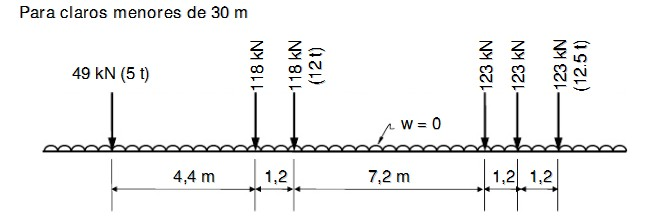 Para claros menores de 30 m
49 kN (5 t)
118 kN
118 kN
(12 t)
123 kN
123 kN
123 kN
(12.5 t)
w = 0
4,4 m
1,2
7,2 m
1,2
1,2